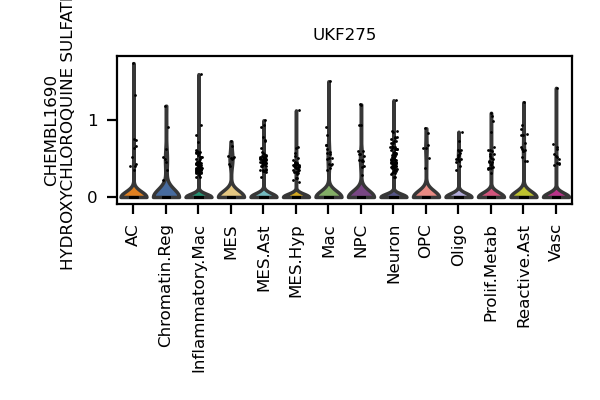 UKF275
CHEMBL1690
HYDROXYCHLOROQUINE SULFATE
1
0
AC
Chromatin.Reg
Inflammatory.Mac
MES
MES.Ast
MES.Hyp
Mac
NPC
Neuron
OPC
Oligo
Prolif.Metab
Reactive.Ast
Vasc